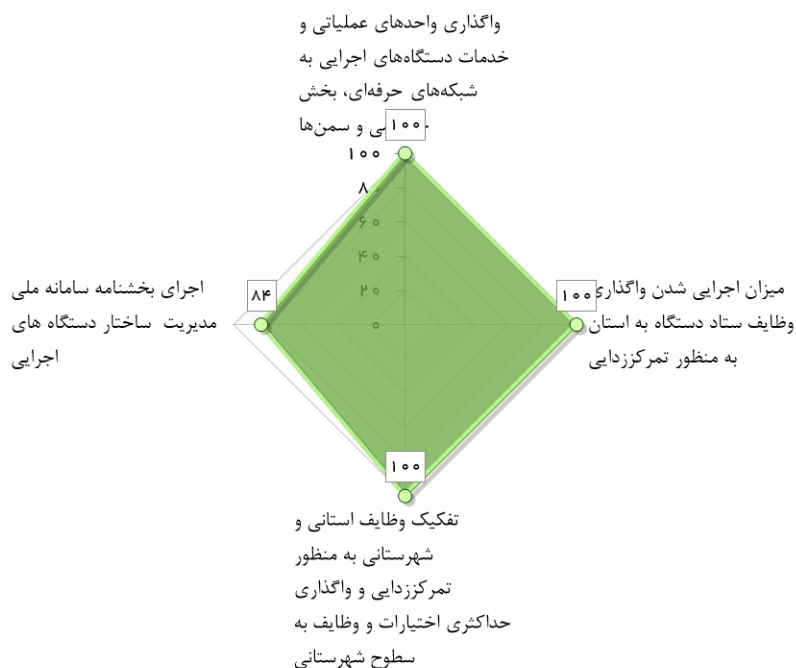 واگذاری واحدهای عملیاتی و
خدمات دستگاه‌های اجرایی به
شبکه‌های حرفه‌ای، بخش
و سمن‌ها
۱۰۰
۱۰۰
۸۰
۶۰
۴۰
۲۰
۰
میزان اجرایی شدن واگذاری
وظایف ستاد دستگاه به استان
به منظور تمرکززدایی
۱۰۰
اجرای بخشنامه سامانه ملی
مدیریت ساختار دستگاه های
اجرایی
۸۴
۱۰۰
تفکیک وظایف استانی و
شهرستانی به منظور
تمرکززدایی و واگذاری
حداکثری اختیارات و وظایف به
سطوح شهرستانی